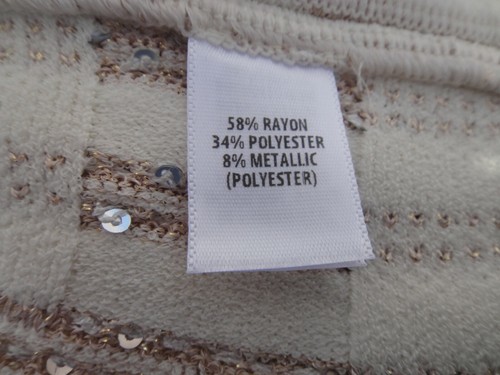 58% RAYON
34% POLYESTER
8% METALLIC
(POLYESTER)